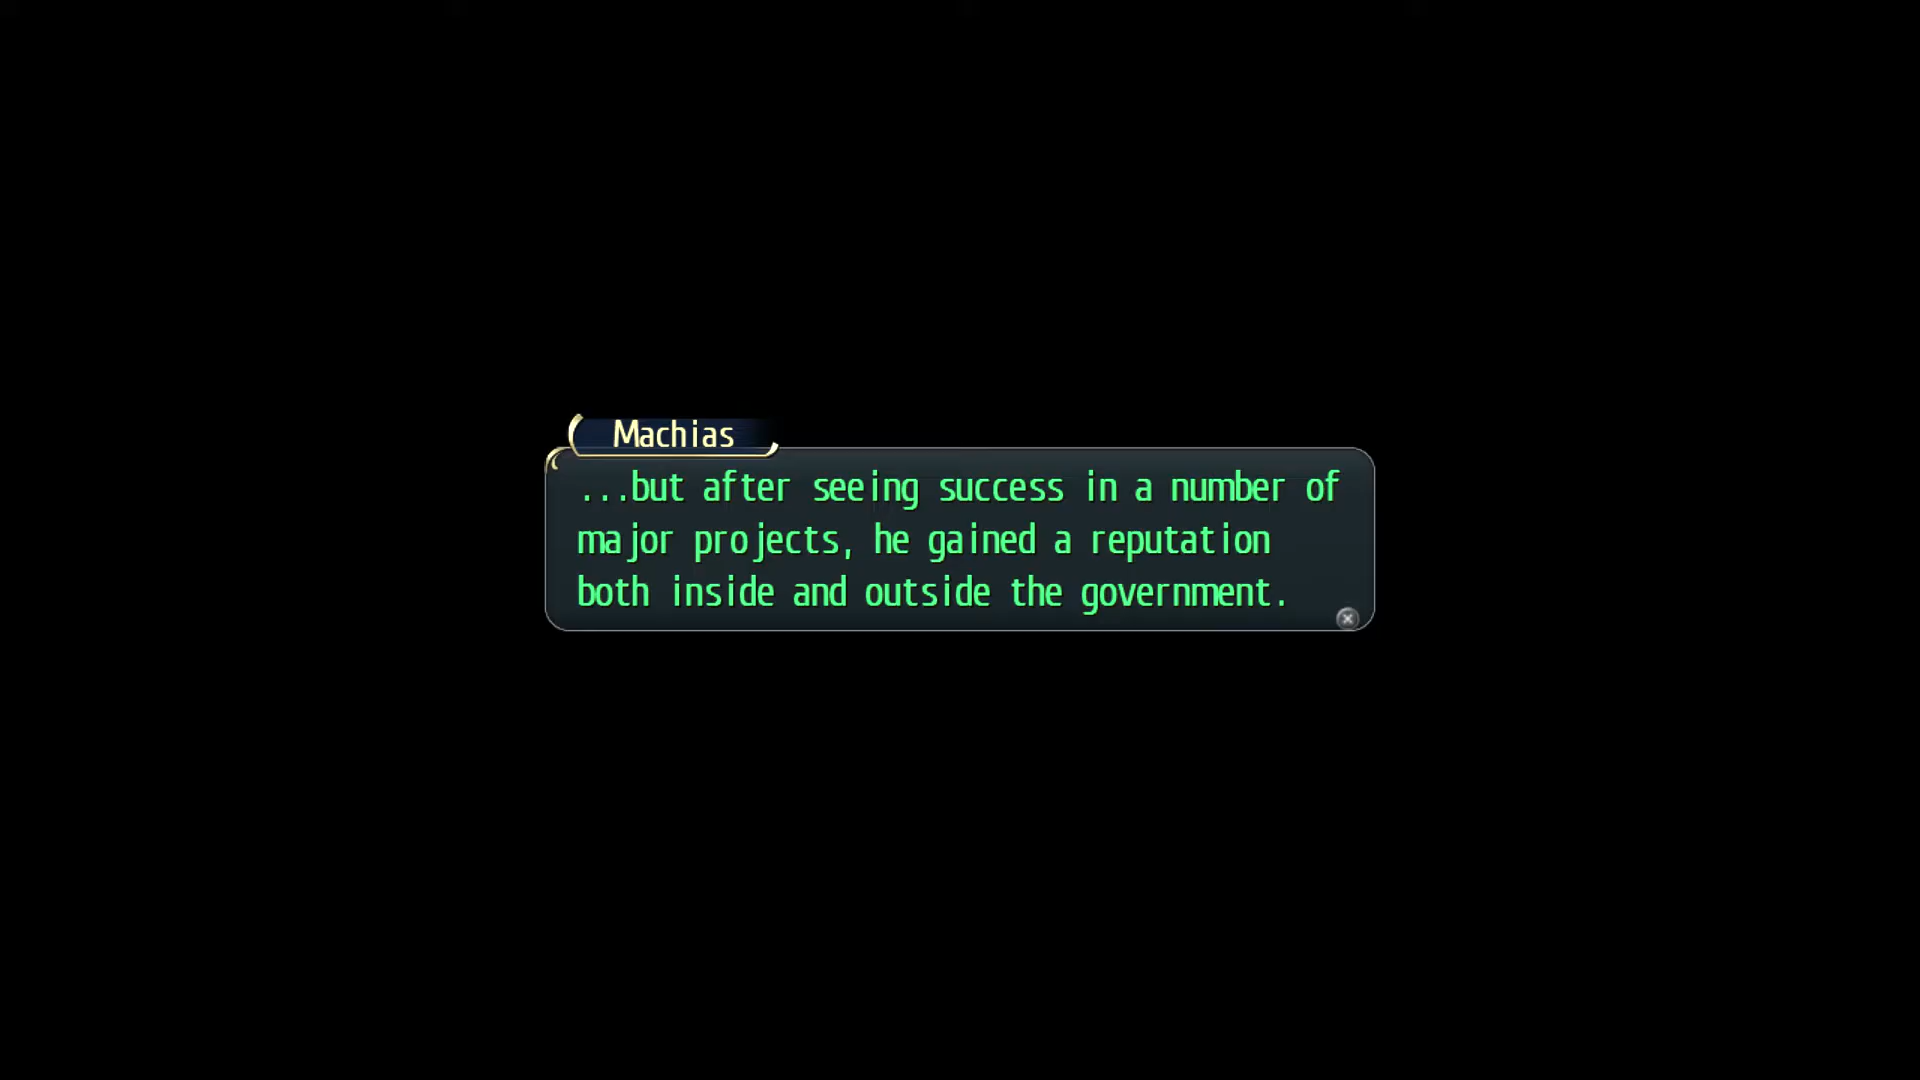 Machias
...but after seeing success in a number of
major projects, he gained a reputation
both inside and outside the government.